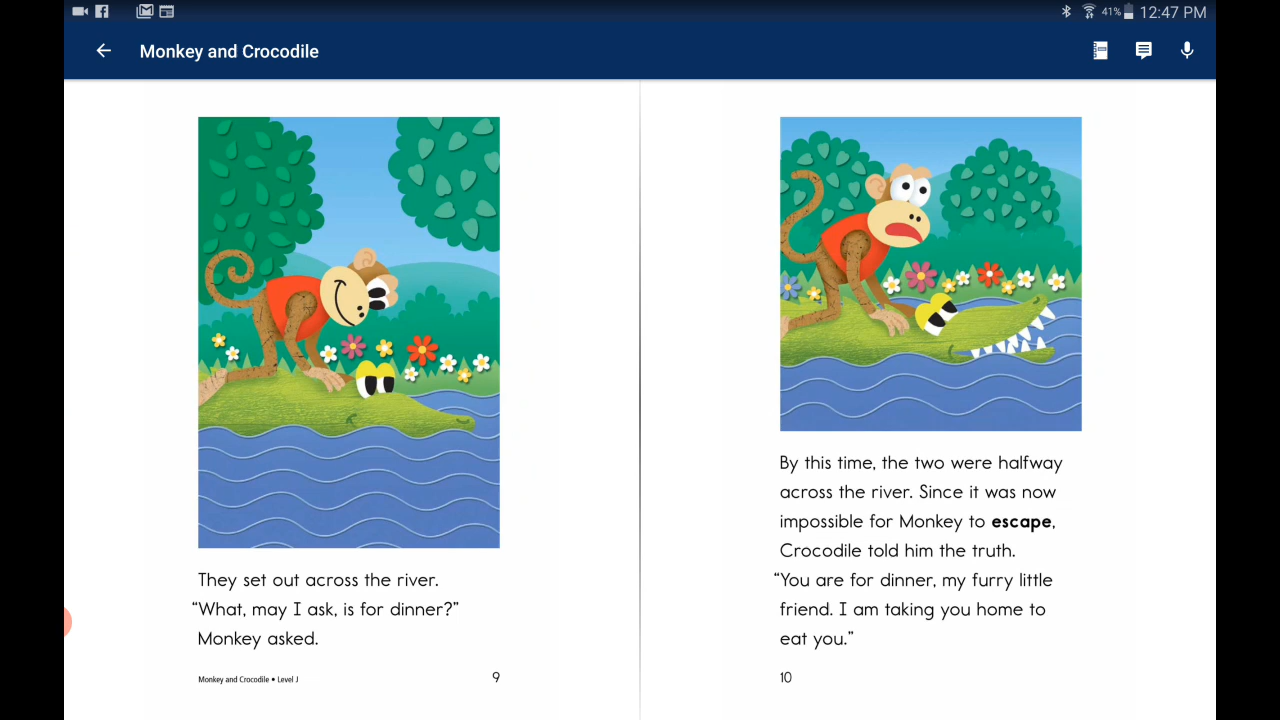 41% 12:47 PM
Monkey and Crocodile
They set out across the river.
“What, may I ask, is for dinner?”
Monkey asked.
Monkey and Crocodile • Level J
9
By this time, the two were halfway
across the river. Since it was now
impossible for Monkey to escape,
Crocodile told him the truth.
“You are for dinner, my furry little
friend. I am taking you home to
eat you.”
10